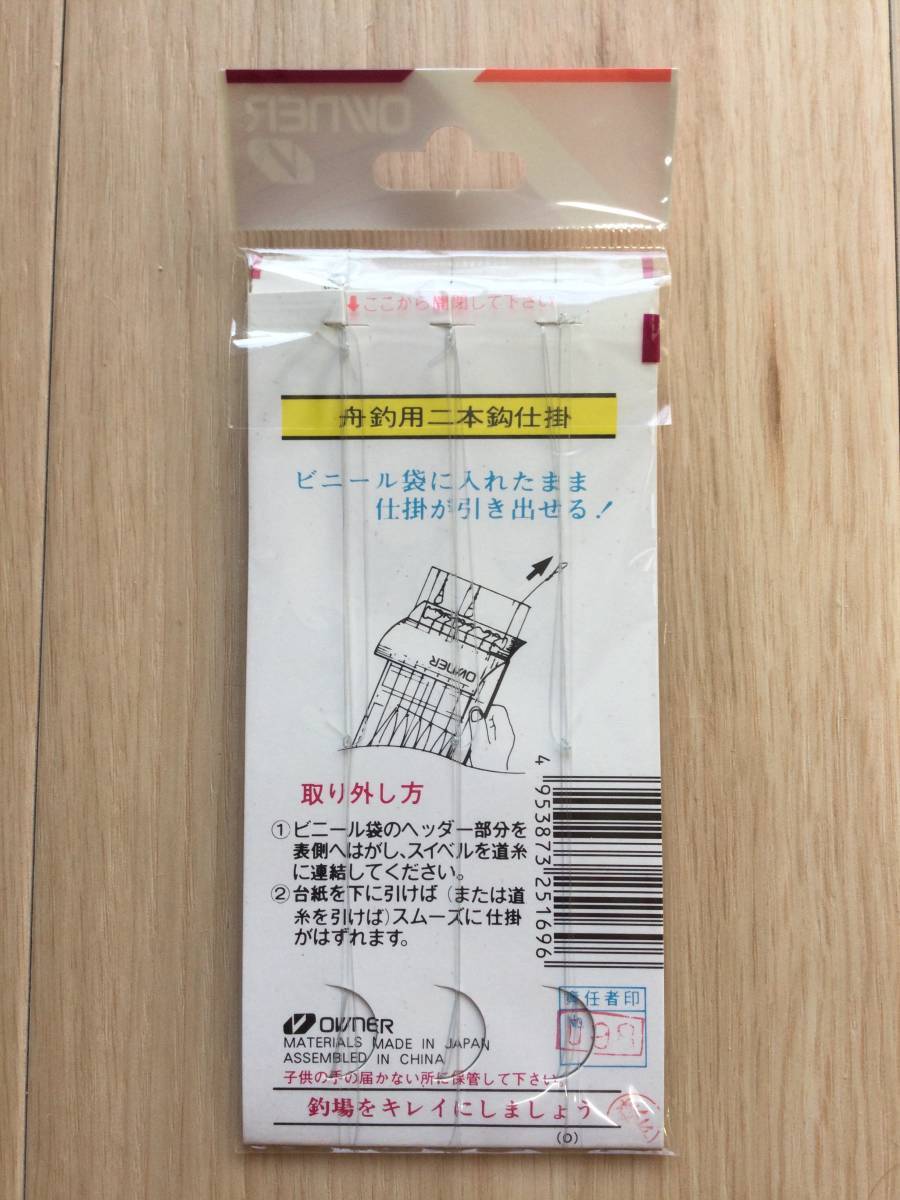 OWNER
ここから開閉して下さい
舟釣用二本鈎仕掛
ビニール袋に入れたまま
仕掛が引き出せる！
OWNER
取り外し方
①ビニール袋のヘッダー部分を
表側へはがし、スイベルを道糸
に連結してください。
②台紙を下に引けば（または道
糸を引けば）スムーズに仕掛
がはずれます。
4 953873 251696
責任者印
OWNER
MATERIALS MADE IN JAPAN
ASSEMBLED IN CHINA
子供の手の届かない所に保管して下さい。
釣場をキレイにしましょう
(O)